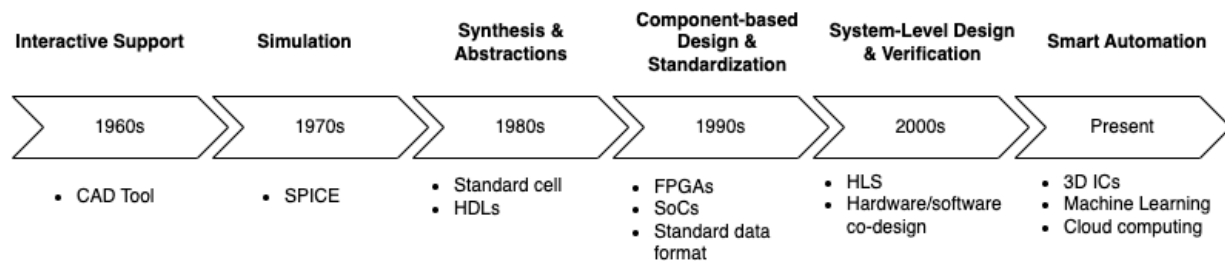 Interactive Support
Simulation
Synthesis &
Abstractions
Component-based
Design &
Standardization
System-Level Design
& Verification
Smart Automation
1960s
1970s
1980s
1990s
2000s
Present
• CAD Tool
• SPICE
• Standard cell
• HDLs
• FPGAs
• SoCs
• Standard data
format
• HLS
• Hardware/software
co-design
• 3D ICs
• Machine Learning
• Cloud computing